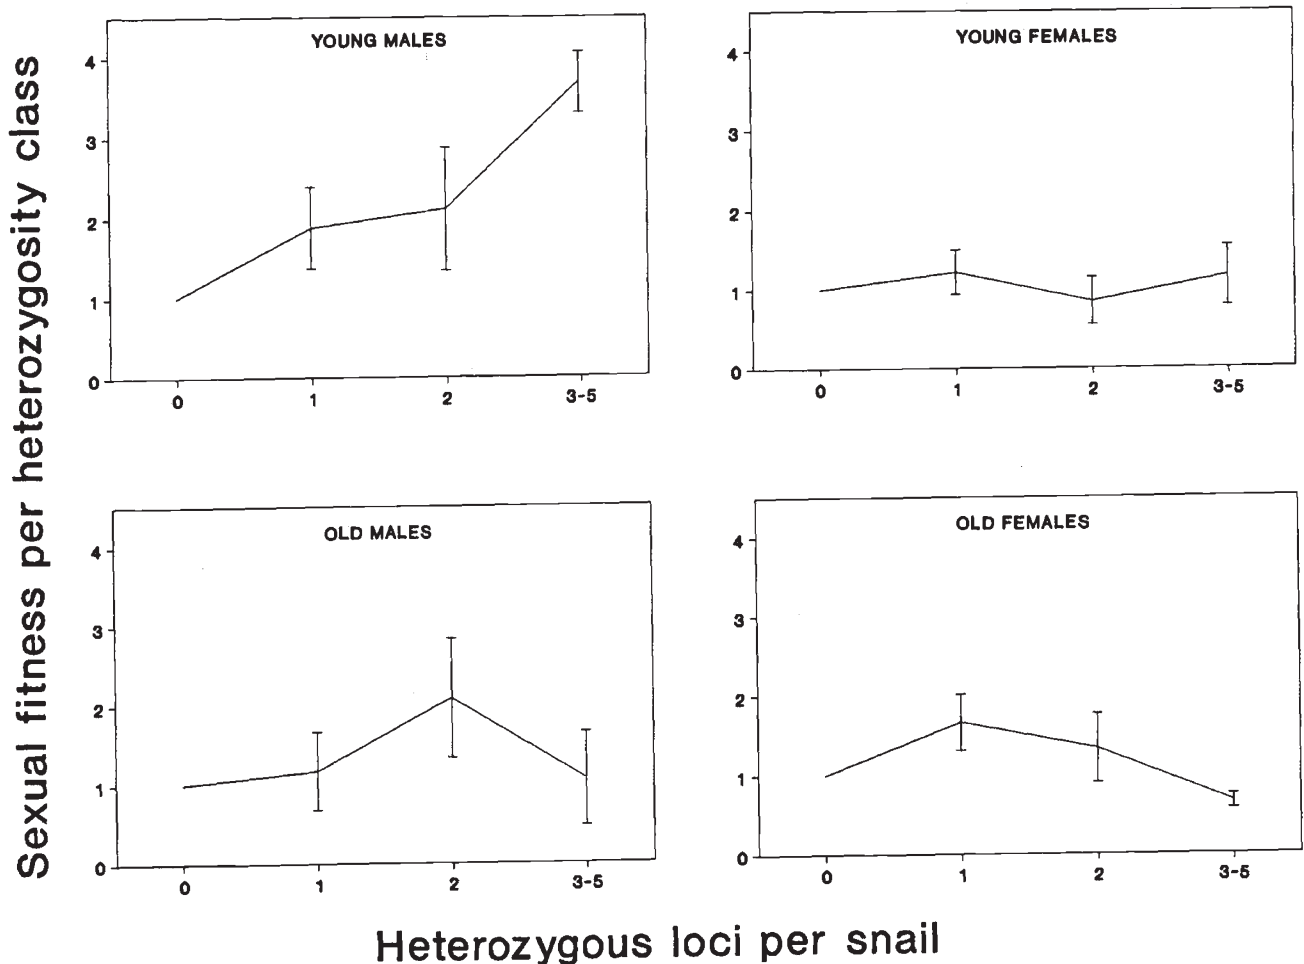 Sexual fitness per heterozygosity class
YOUNG MALES
4
3
2
1
0
0 1 2 3-5
YOUNG FEMALES
4
3
2
1
0
0 1 2 3-5
OLD MALES
4
3
2
1
0
0 1 2 3-5
OLD FEMALES
4
3
2
1
0
0 1 2 3-5
Heterozygous loci per snail